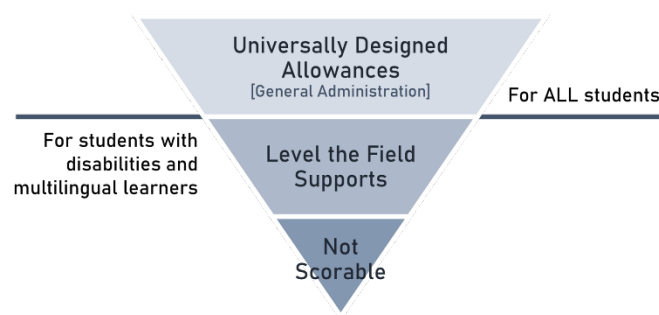 Universally Designed
Allowances
[General Administration]
For ALL students
For students with
disabilities and
multilingual learners
Level the Field
Supports
Not
Scorable